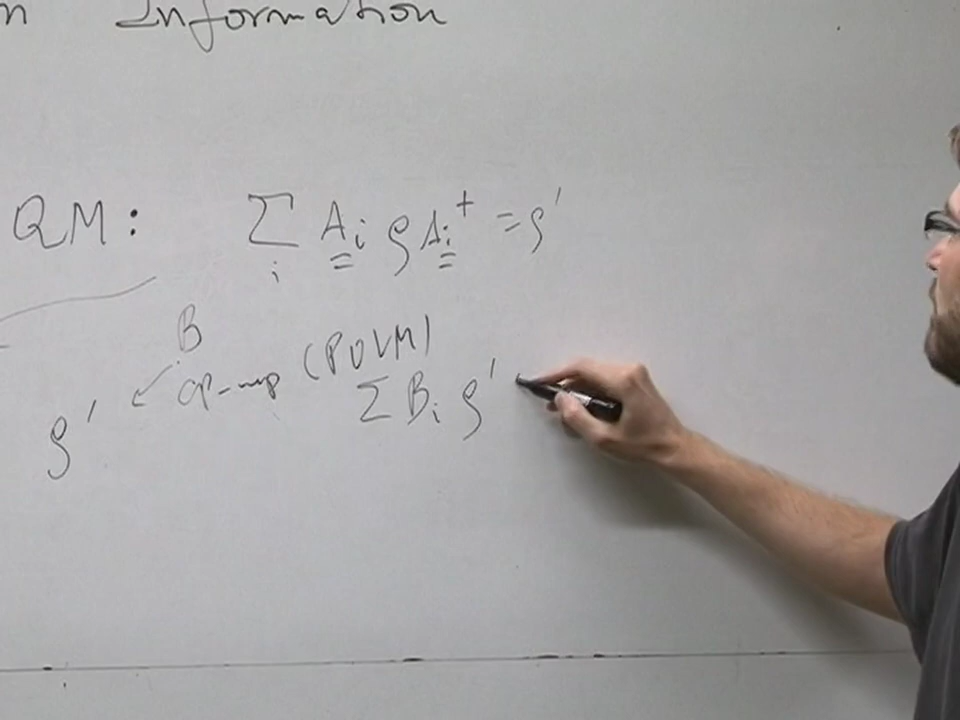 n Information
QM: ∑ᵢ Aᵢ ρ Aᵢ⁺ = ρ'
B
cp-map (POVM)
ρ' ∑ Bᵢ ρ'